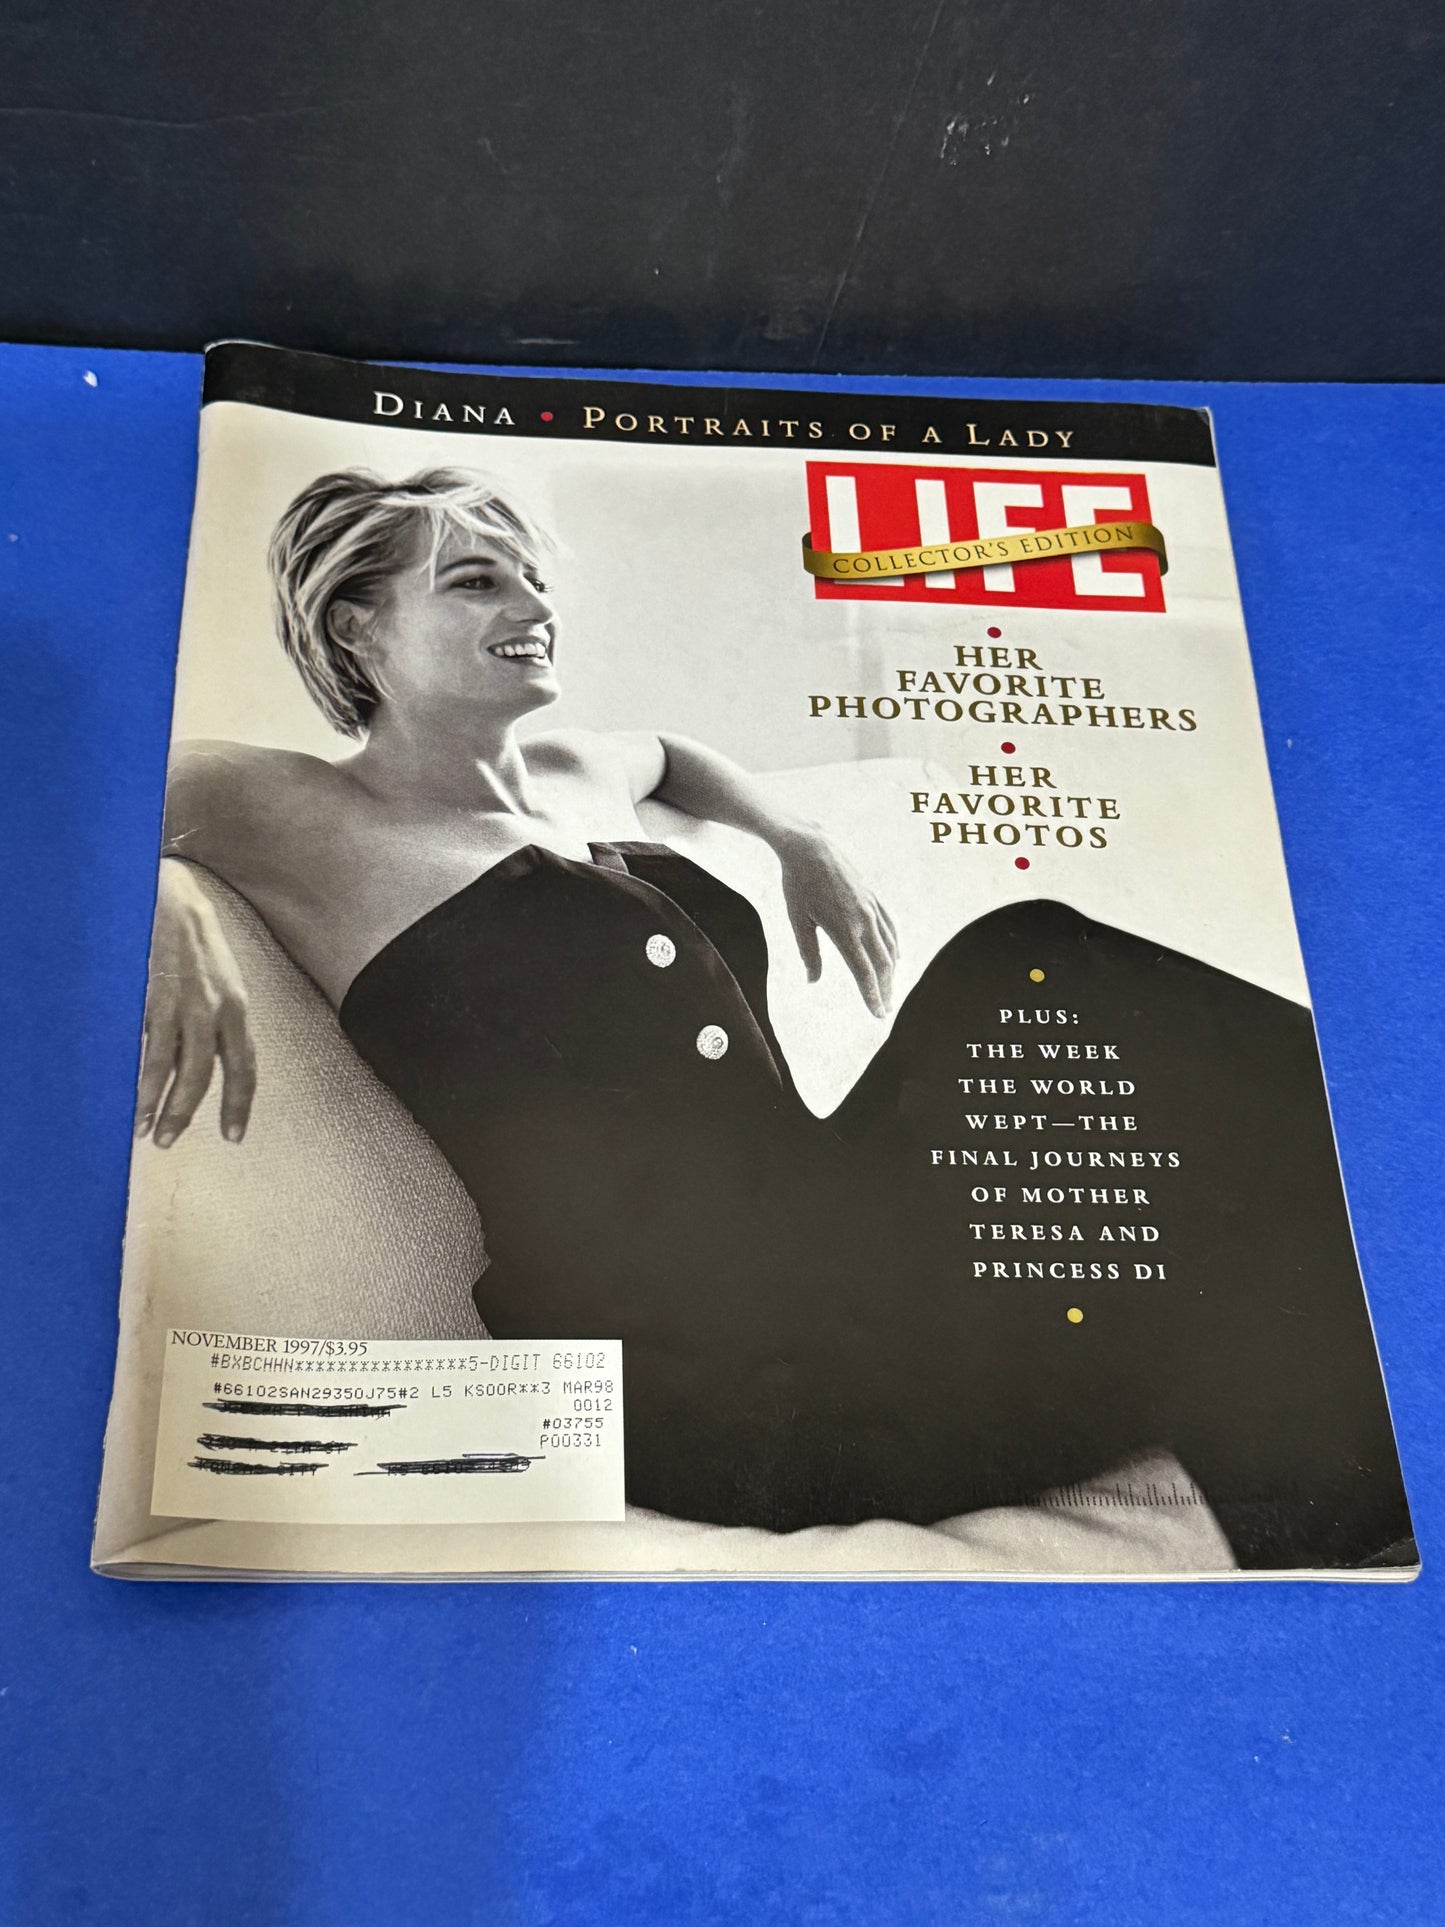 DIANA • PORTRAITS OF A LADY
LIFE
COLLECTOR'S EDITION
HER
FAVORITE
PHOTOGRAPHERS
HER
FAVORITE
PHOTOS
PLUS:
THE WEEK
THE WORLD
WEPT—THE
FINAL JOURNEYS
OF MOTHER
TERESA AND
PRINCESS DI
NOVEMBER 1997/$3.95
#BXBCHHN****************5-DIGIT 66102
#66102SAN29350J75#2 L5 KSOOR**3 MAR98
0012
#03755
P00331